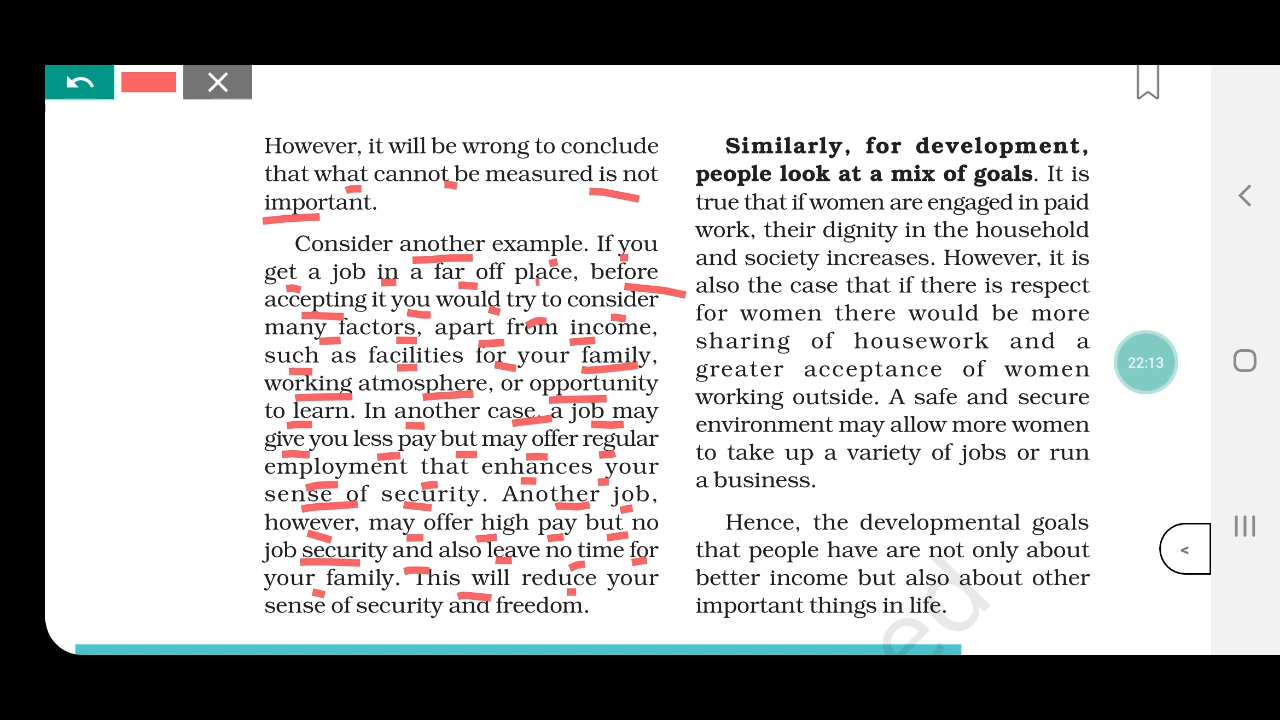 However, it will be wrong to conclude
that what cannot be measured is not
important.
Consider another example. If you
get a job in a far off place, before
accepting it you would try to consider
many factors, apart from income,
such as facilities for your family,
working atmosphere, or opportunity
to learn. In another case, a job may
give you less pay but may offer regular
employment that enhances your
sense of security. Another job,
however, may offer high pay but no
job security and also leave no time for
your family. This will reduce your
sense of security and freedom.
Similarly, for development,
people look at a mix of goals. It is
true that if women are engaged in paid
work, their dignity in the household
and society increases. However, it is
also the case that if there is respect
for women there would be more
sharing of housework and a
greater acceptance of women
working outside. A safe and secure
environment may allow more women
to take up a variety of jobs or run
a business.
Hence, the developmental goals
that people have are not only about
better income but also about other
important things in life.
22:13